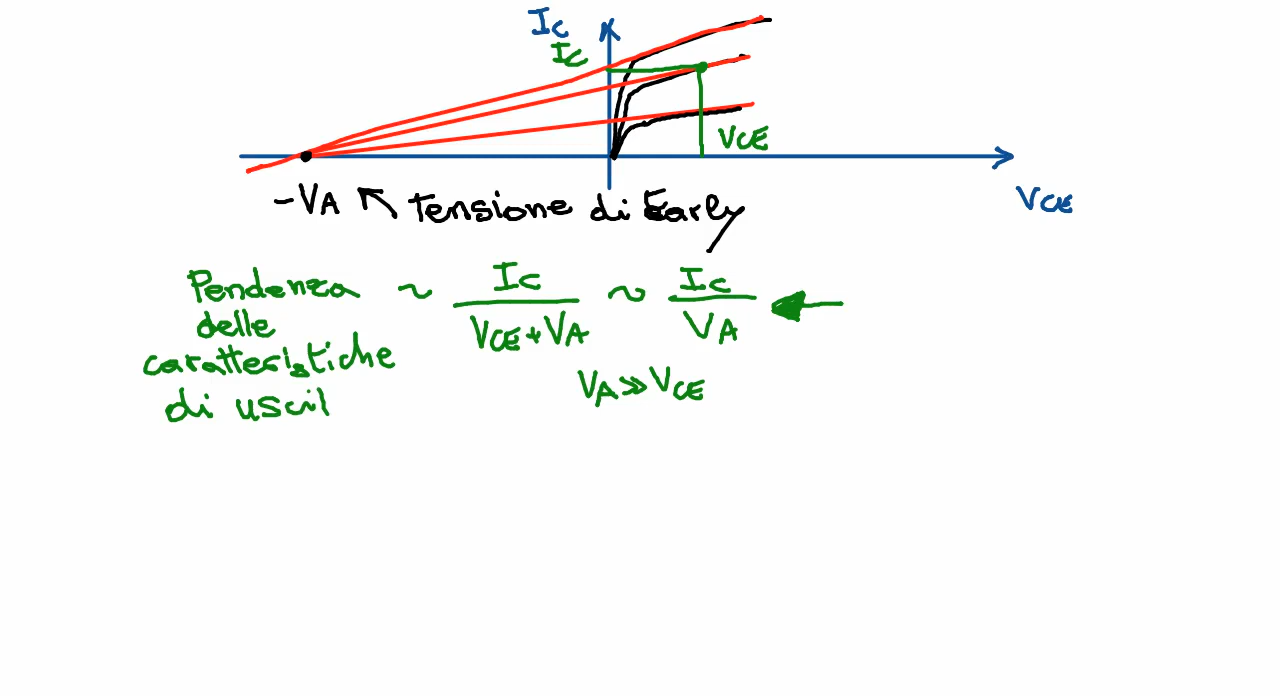 Ic
Ic
VCE
-VA Tensione di Early
VCE
Pendenza ~ Ic / VCE+VA ~ Ic / VA
delle
caratteristiche
di uscil
VA >> VCE